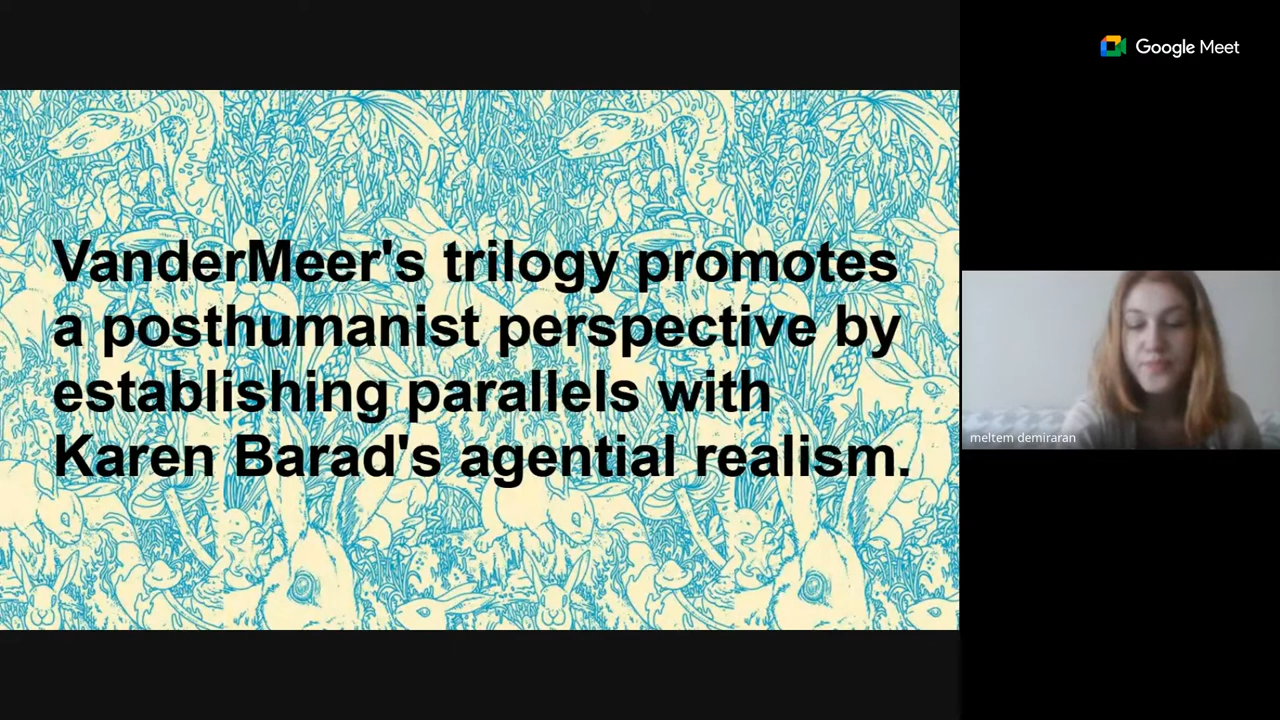 Google Meet
VanderMeer's trilogy promotes
a posthumanist perspective by
establishing parallels with
Karen Barad's agential realism.
meltem demiraran